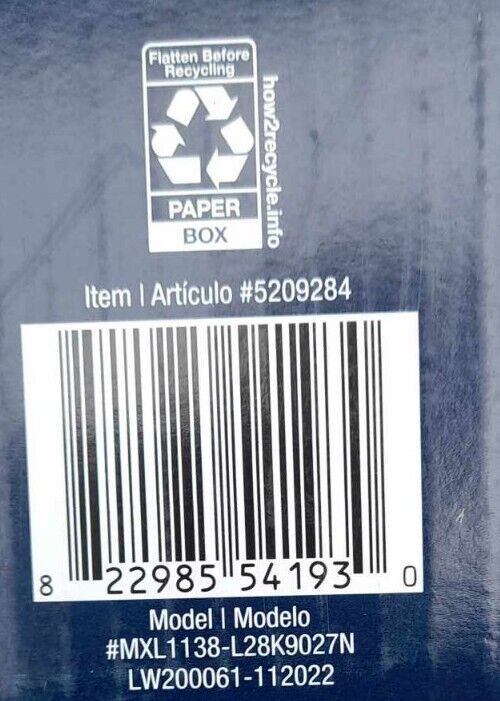 Flatten Before
Recycling
how2recycle.info
PAPER
BOX
Item | Artículo #5209284
8 22985 54193 0
Model | Modelo
#MXL1138-L28K9027N
LW200061-112022